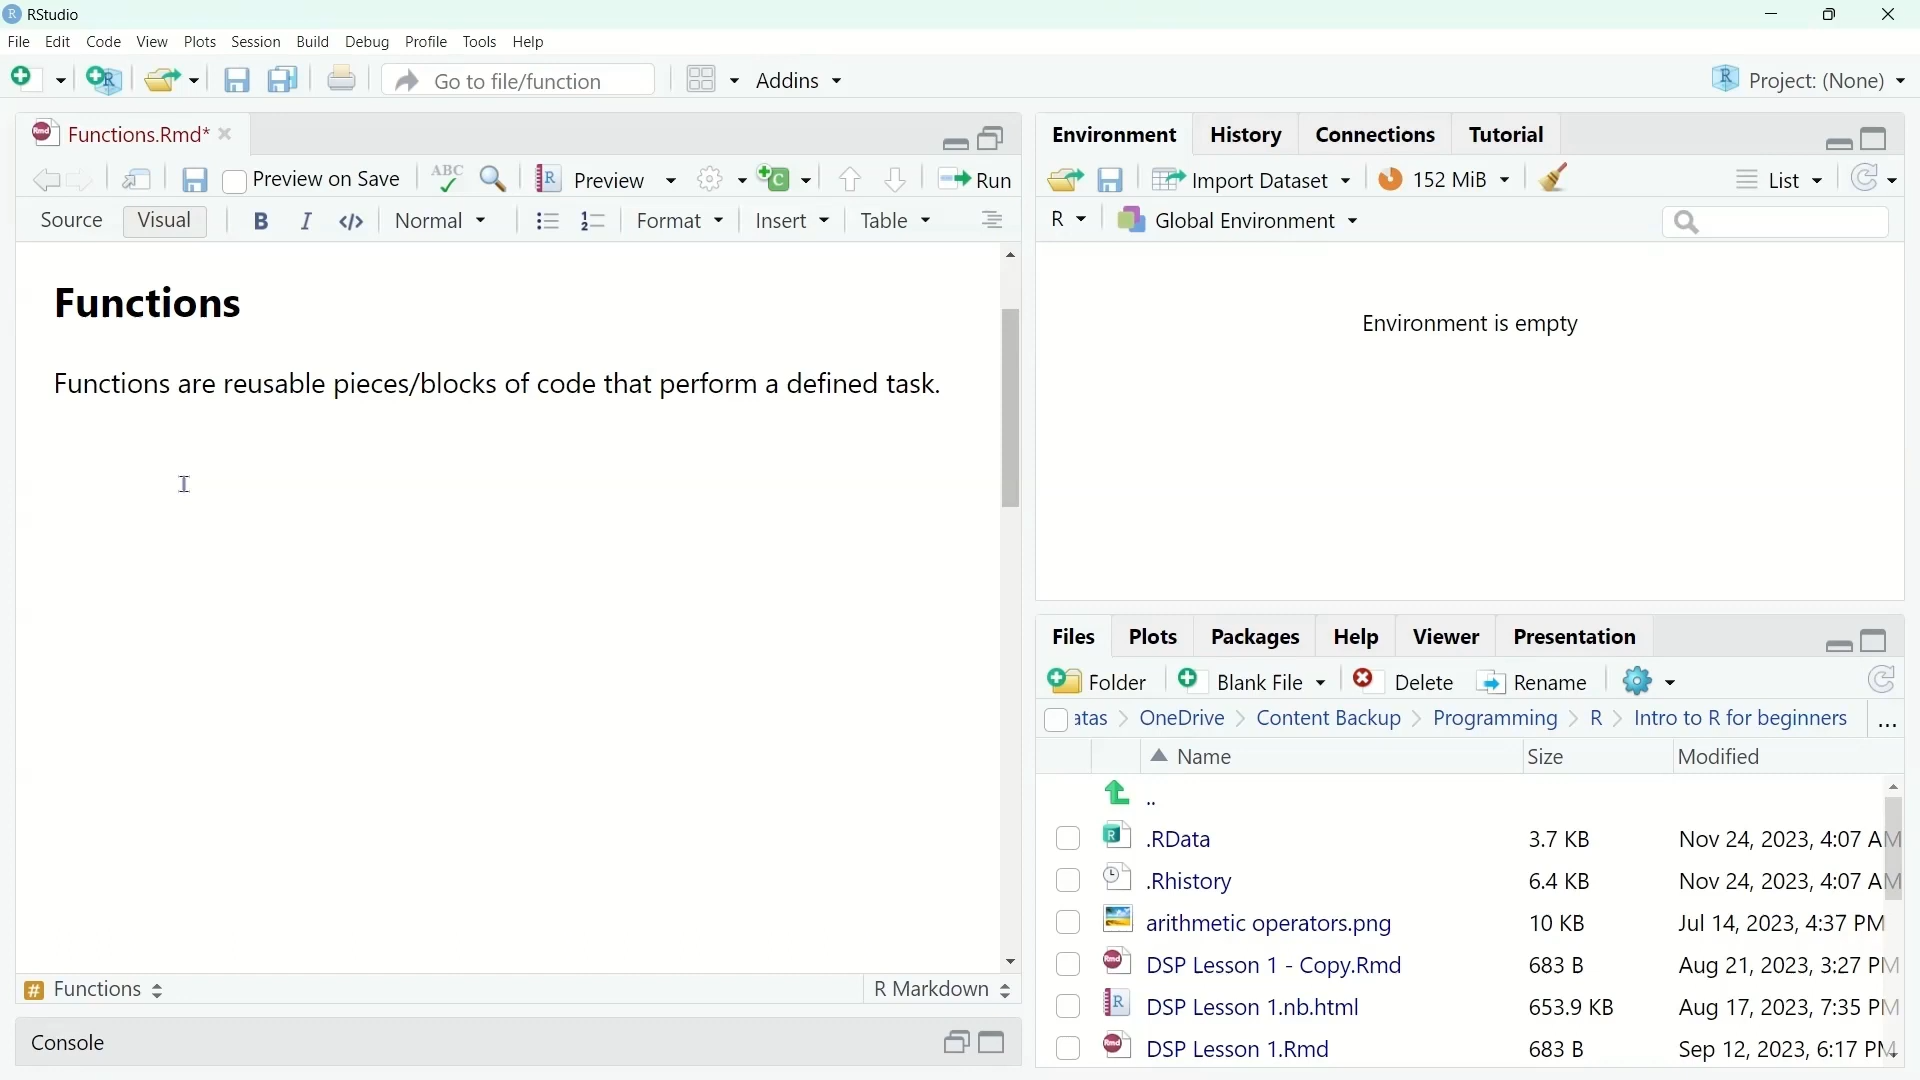 RStudio
File Edit Code View Plots Session Build Debug Profile Tools Help
Go to file/function Addins Project: (None)
Functions.Rmd*
Preview on Save ABC Preview Run
Source Visual B I </> Normal Format Insert Table
Functions
Functions are reusable pieces/blocks of code that perform a defined task.
# Functions R Markdown
Console
Environment History Connections Tutorial
Import Dataset 152 MiB List
R Global Environment
Environment is empty
Files Plots Packages Help Viewer Presentation
Folder Blank File Delete Rename
atas OneDrive Content Backup Programming R Intro to R for beginners ...
Name Size Modified
..
.RData 3.7 KB Nov 24, 2023, 4:07 AM
.Rhistory 6.4 KB Nov 24, 2023, 4:07 AM
arithmetic operators.png 10 KB Jul 14, 2023, 4:37 PM
DSP Lesson 1 - Copy.Rmd 683 B Aug 21, 2023, 3:27 PM
DSP Lesson 1.nb.html 653.9 KB Aug 17, 2023, 7:35 PM
DSP Lesson 1.Rmd 683 B Sep 12, 2023, 6:17 PM